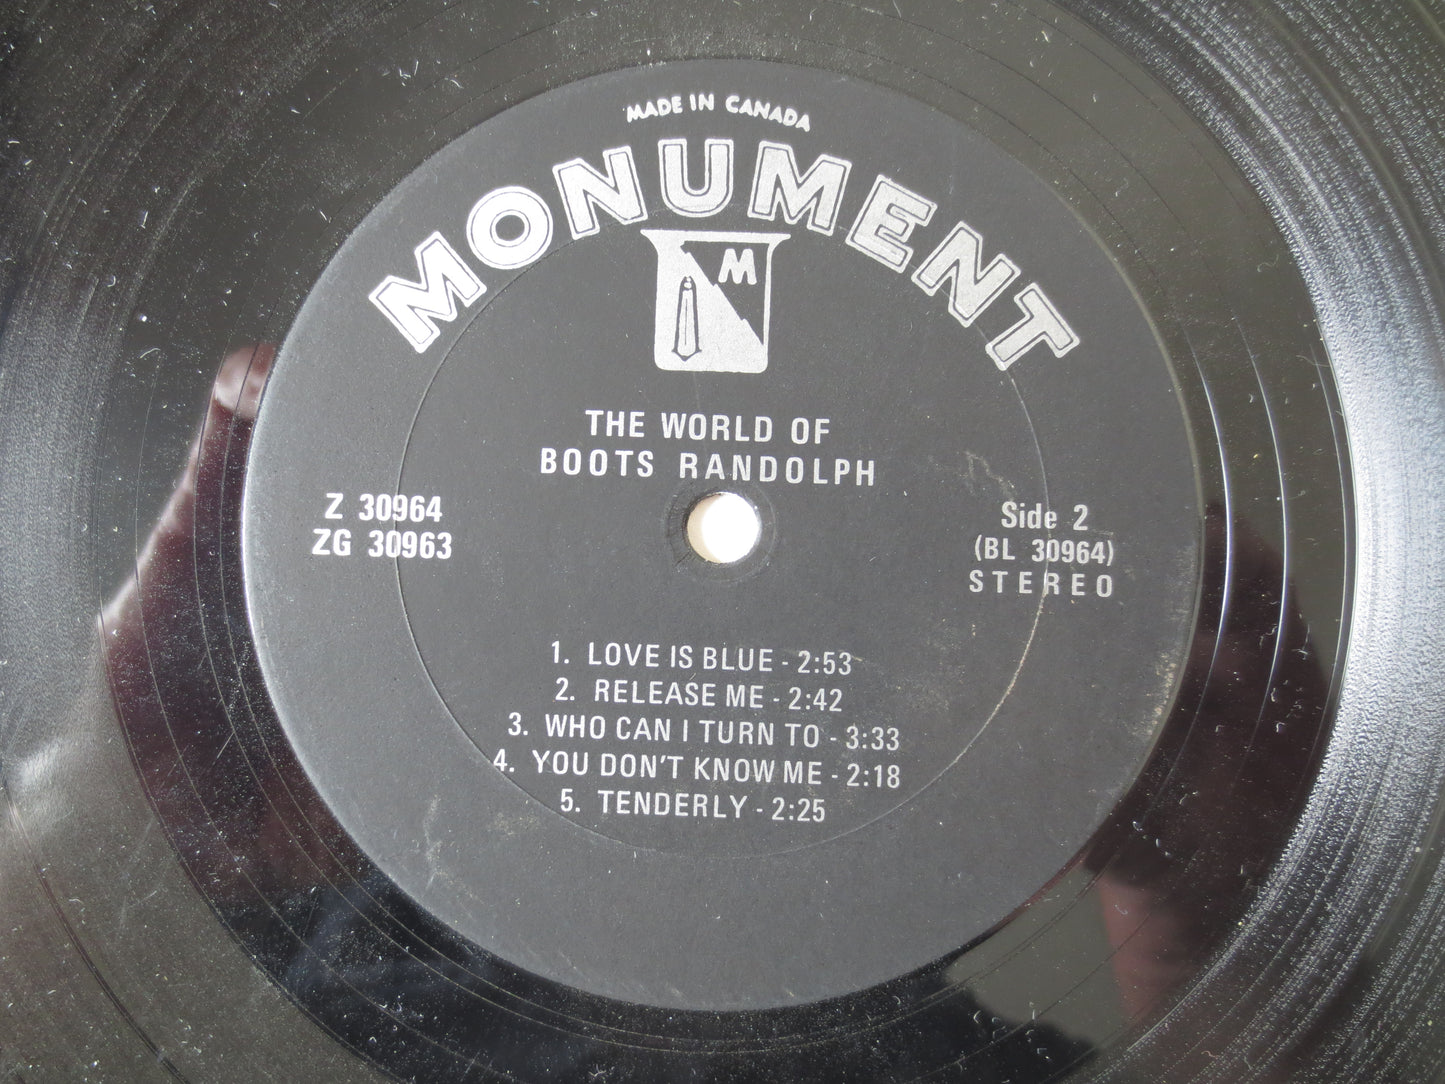 MADE IN CANADA
MONUMENT
M
THE WORLD OF
BOOTS RANDOLPH
Z 30964
ZG 30963
Side 2
(BL 30964)
STEREO
1. LOVE IS BLUE - 2:53
2. RELEASE ME - 2:42
3. WHO CAN I TURN TO - 3:33
4. YOU DON'T KNOW ME - 2:18
5. TENDERLY - 2:25